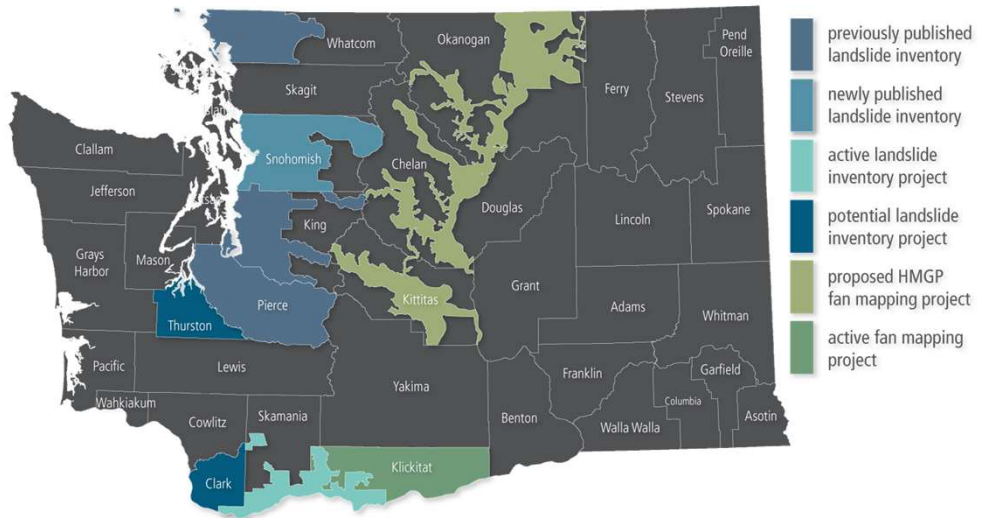 Whatcom
Okanogan
Pend
Oreille
Skagit
Ferry
Stevens
Snohomish
Clallam
Chelan
Jefferson
Douglas
King
Lincoln
Spokane
Grays
Harbor
Mason
Grant
Kittitas
Pierce
Adams
Thurston
Whitman
Pacific
Lewis
Yakima
Franklin
Garfield
Wahkiakum
Cowlitz
Skamania
Benton
Columbia
Walla Walla
Asotin
Klickitat
Clark
previously published
landslide inventory
newly published
landslide inventory
active landslide
inventory project
potential landslide
inventory project
proposed HMGP
fan mapping project
active fan mapping
project